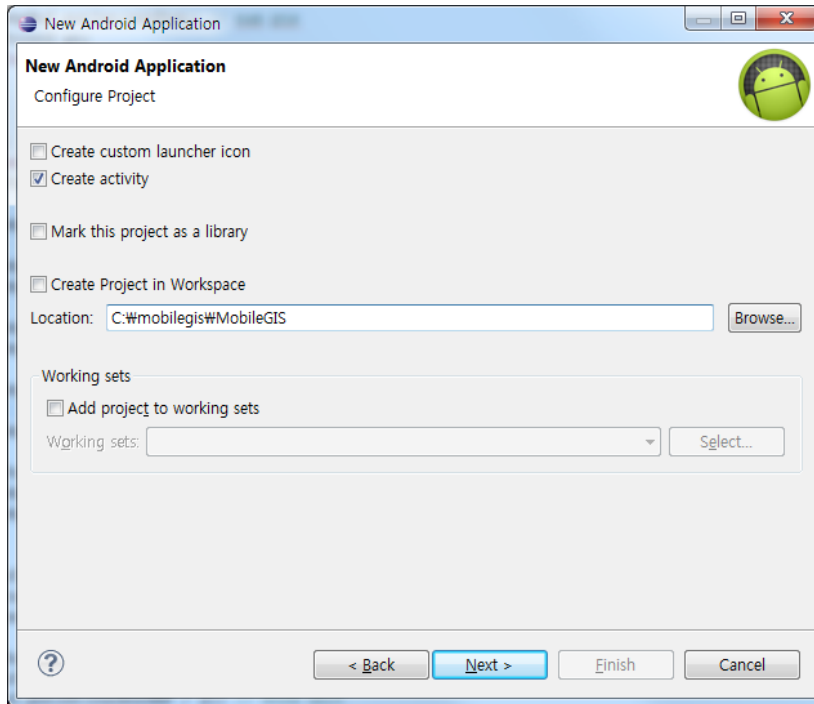 New Android Application
New Android Application
Configure Project
Create custom launcher icon
Create activity
Mark this project as a library
Create Project in Workspace
Location: C:₩mobilegis₩MobileGIS Browse...
Working sets
Add project to working sets
Working sets: Select...
< Back Next > Finish Cancel